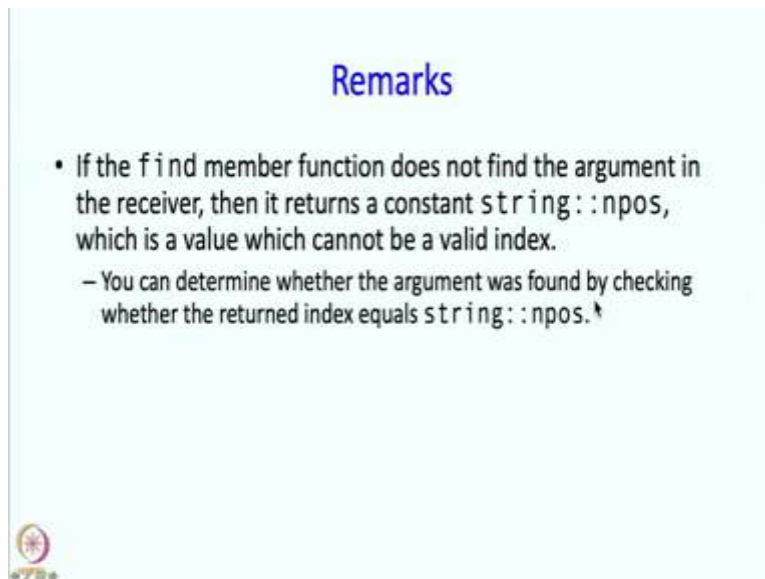 Remarks
• If the find member function does not find the argument in
the receiver, then it returns a constant string::npos,
which is a value which cannot be a valid index.
– You can determine whether the argument was found by checking
whether the returned index equals string::npos.